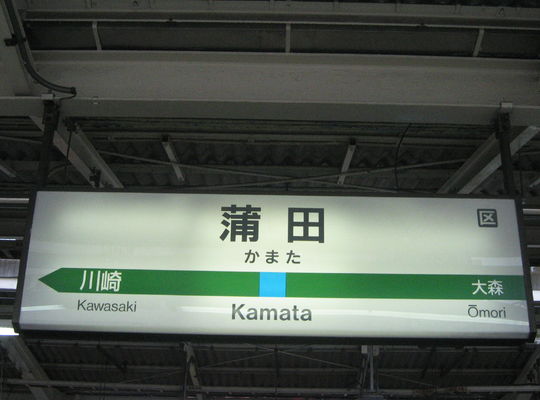 蒲田
区
かまた
川崎
大森
Kawasaki
Kamata
Ōmori